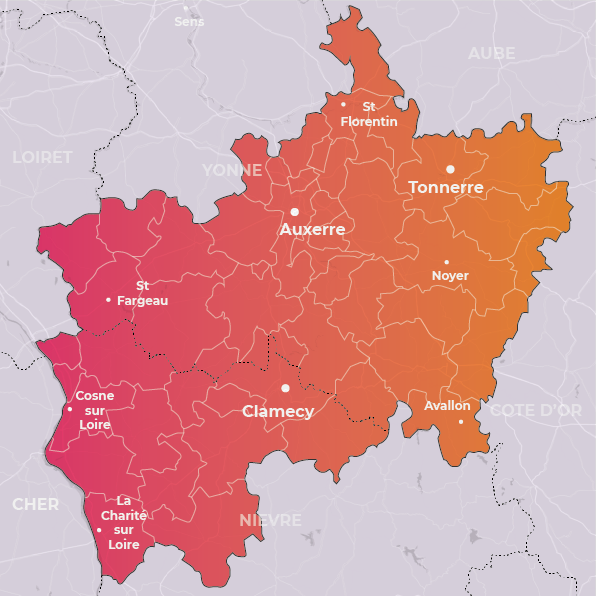 Sens
AUBE
St
Florentin
LOIRET
YONNE
Tonnerre
Auxerre
Noyer
St
Fargeau
Cosne
sur
Loire
Avallon
COTE D'OR
Clamecy
CHER
La
Charité
sur
Loire
NIEVRE